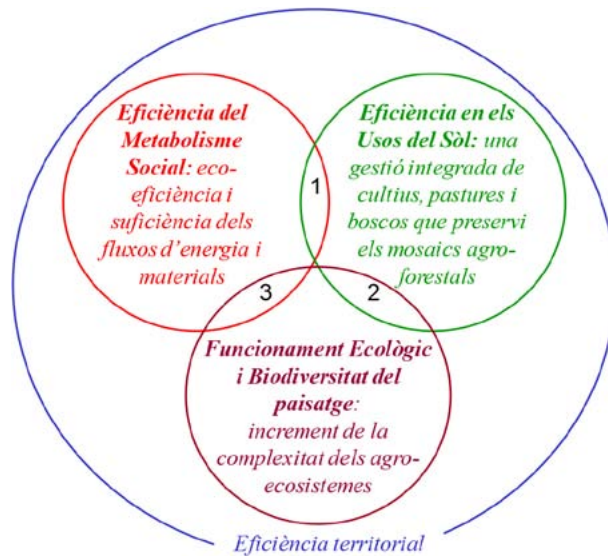 Eficiència del
Metabolisme
Social: eco-
eficiència i
suficiència dels
fluxos d'energia i
materials
Eficiència en els
Usos del Sòl: una
gestió integrada de
cultius, pastures i
boscos que preservi
els mosaics agro-
forestals
1
3
2
Funcionament Ecològic
i Biodiversitat del
paisatge:
increment de la
complexitat dels agro-
ecosistemes
Eficiència territorial